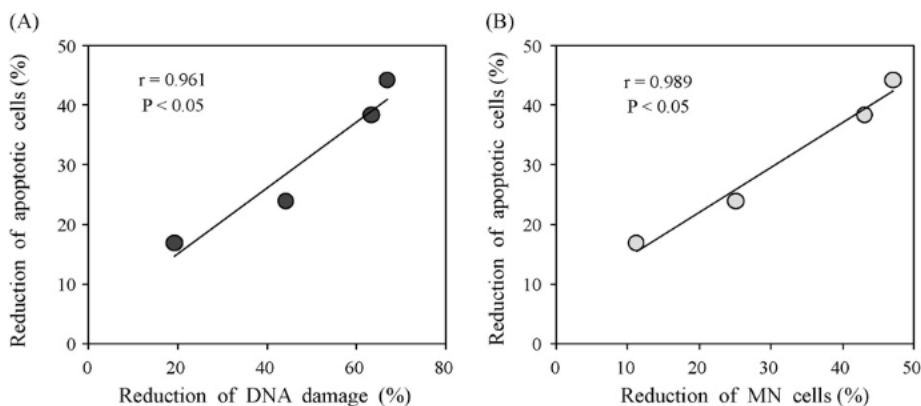 (A)
Reduction of apoptotic cells (%)
50
40
30
20
10
0
r = 0.961
P < 0.05
0 20 40 60 80
Reduction of DNA damage (%)
(B)
Reduction of apoptotic cells (%)
50
40
30
20
10
0
r = 0.989
P < 0.05
0 10 20 30 40 50
Reduction of MN cells (%)